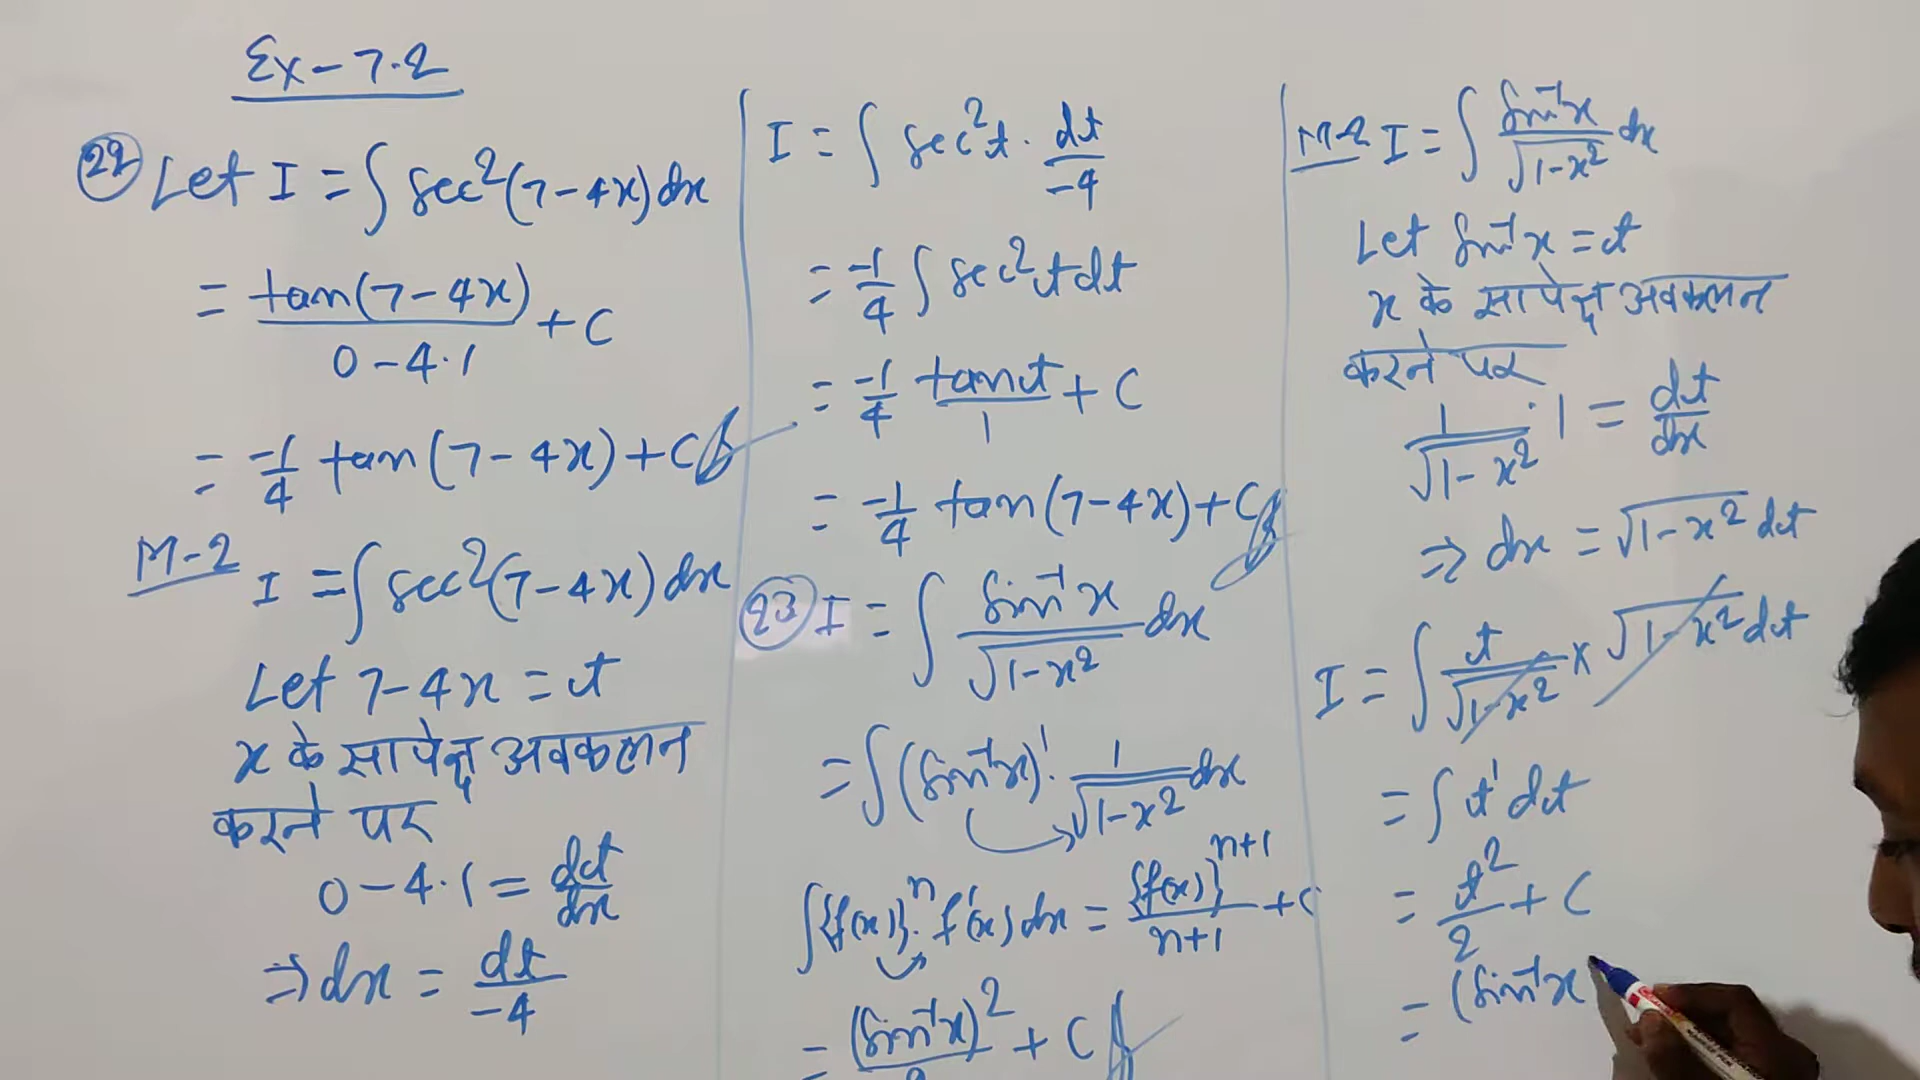 Ex-7.2
(22) Let I = ∫ sec²(7-4x) dx
= tan(7-4x) / 0-4·1 + C
= -1/4 tan(7-4x) + C
M-2 I = ∫ sec²(7-4x) dx
Let 7-4x = t
x के सापेक्ष अवकलन
करने पर
0-4·1 = dt/dx
⇒ dx = dt/-4
I = ∫ sec²t · dt/-4
= -1/4 ∫ sec²t dt
= -1/4 tan t/1 + C
= -1/4 tan(7-4x) + C
(23) I = ∫ sin⁻¹x / √1-x² dx
= ∫ (sin⁻¹x)¹ · 1/√1-x² dx
∫{f(x)}ⁿ · f'(x) dx = {f(x)}ⁿ⁺¹ / n+1 + C
= (sin⁻¹x)² / 2 + C
M-2 I = ∫ sin⁻¹x / √1-x² dx
Let sin⁻¹x = t
x के सापेक्ष अवकलन
करने पर
1/√1-x² · 1 = dt/dx
⇒ dx = √1-x² dt
I = ∫ t/√1-x² × √1-x² dt
= ∫ t¹ dt
= t²/2 + C
= (sin⁻¹x